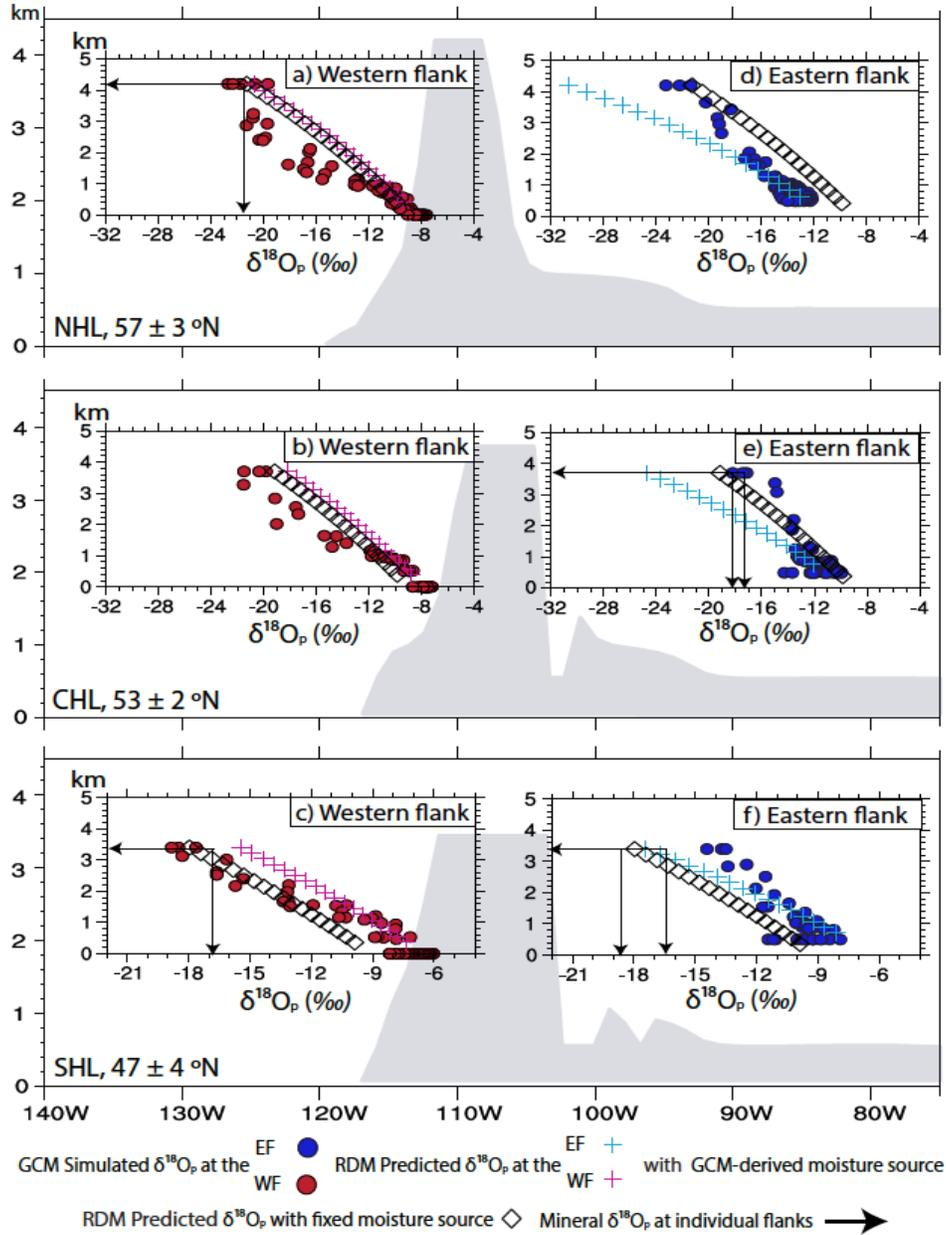 km
km
a) Western flank
d) Eastern flank
4
3
2
1
0
5
4
3
2
1
0
-32 -28 -24 -20 -16 -12 -8 -4
δ¹⁸Oₚ (‰)
5
4
3
2
1
0
-32 -28 -24 -20 -16 -12 -8 -4
δ¹⁸Oₚ (‰)
NHL, 57 ± 3 ºN
km
b) Western flank
e) Eastern flank
4
3
2
1
0
5
4
3
2
1
0
-32 -28 -24 -20 -16 -12 -8 -4
δ¹⁸Oₚ (‰)
5
4
3
2
1
0
-32 -28 -24 -20 -16 -12 -8 -4
δ¹⁸Oₚ (‰)
CHL, 53 ± 2 ºN
km
c) Western flank
f) Eastern flank
4
3
2
1
0
5
4
3
2
1
0
-21 -18 -15 -12 -9 -6
δ¹⁸Oₚ (‰)
5
4
3
2
1
0
-21 -18 -15 -12 -9 -6
δ¹⁸Oₚ (‰)
SHL, 47 ± 4 ºN
140W 130W 120W 110W 100W 90W 80W
EF EF
GCM Simulated δ¹⁸Oₚ at the RDM Predicted δ¹⁸Oₚ at the with GCM-derived moisture source
WF WF
RDM Predicted δ¹⁸Oₚ with fixed moisture source Mineral δ¹⁸Oₚ at individual flanks